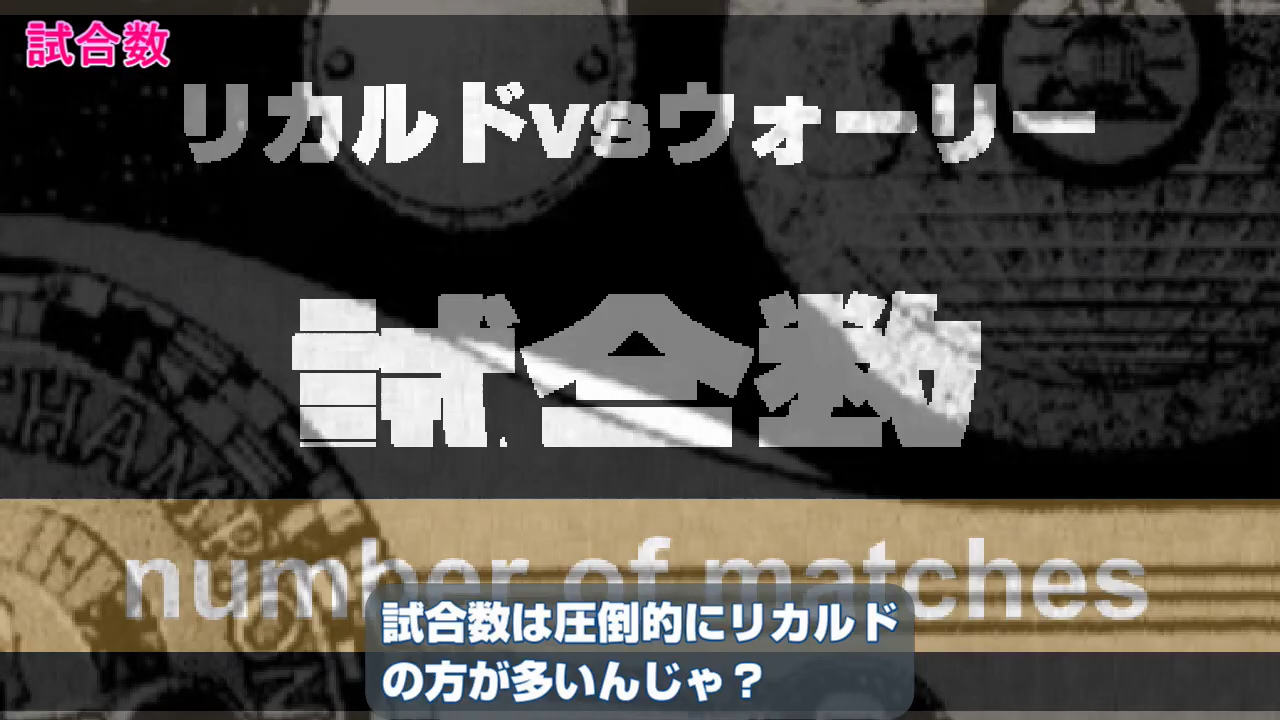 試合数
リカルドvsウォーリー
試合数
number of matches
試合数は圧倒的にリカルド
の方が多いんじゃ？